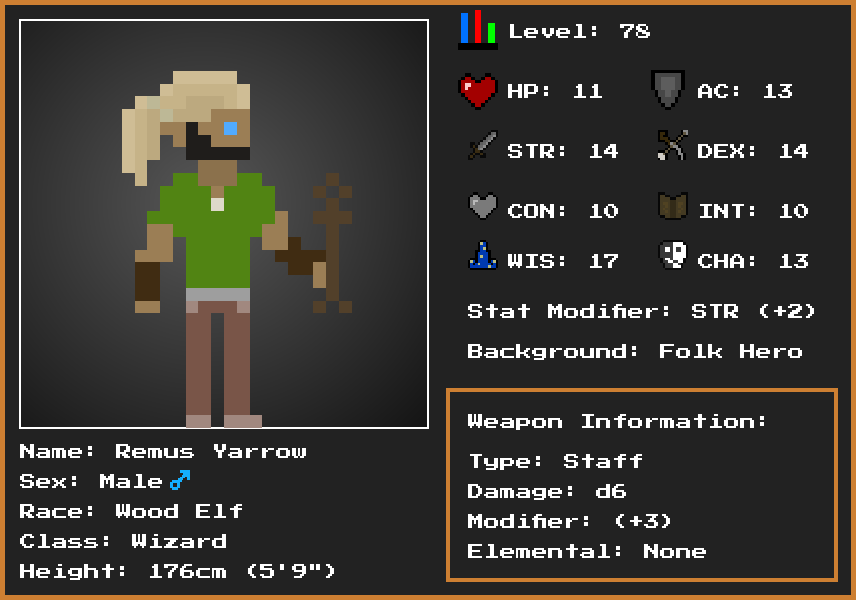 Level: 78
HP: 11
AC: 13
STR: 14
DEX: 14
CON: 10
INT: 10
WIS: 17
CHA: 13
Stat Modifier: STR (+2)
Background: Folk Hero
Weapon Information:
Type: Staff
Damage: d6
Modifier: (+3)
Elemental: None
Name: Remus Yarrow
Sex: Male ♂
Race: Wood Elf
Class: Wizard
Height: 176cm (5'9")